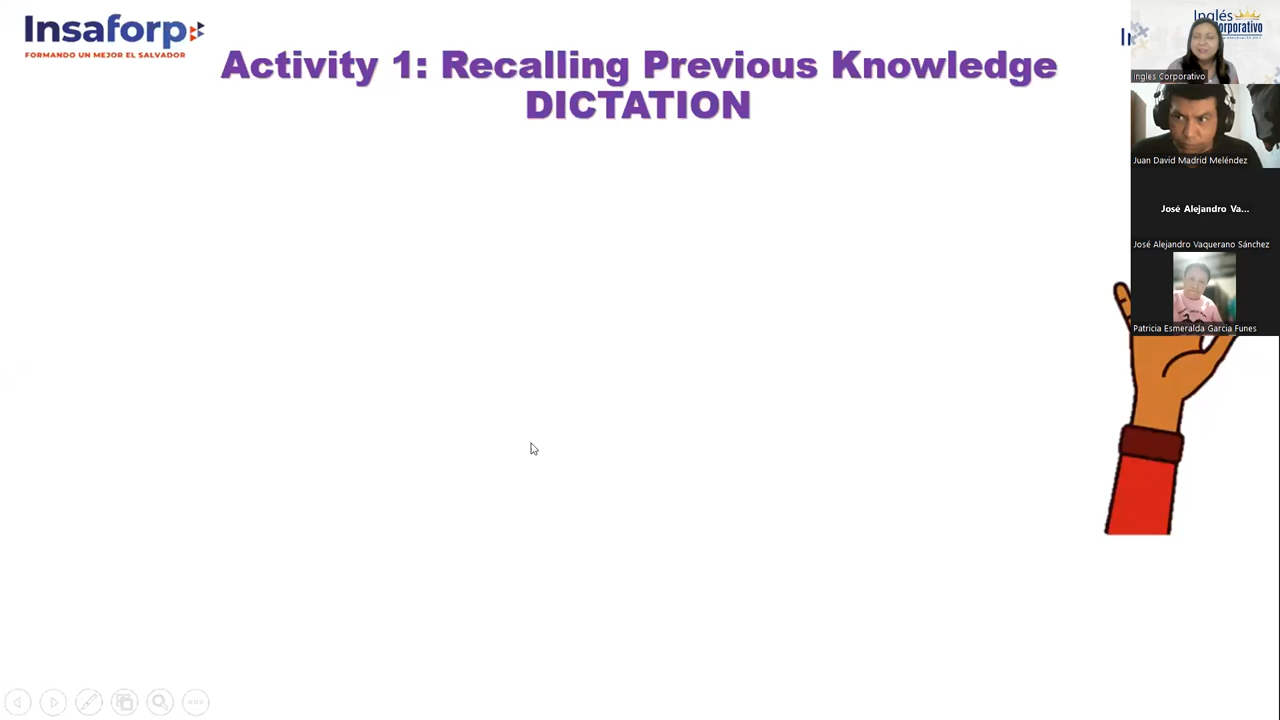 Insaforp
FORMANDO UN MEJOR EL SALVADOR
Activity 1: Recalling Previous Knowledge
DICTATION
Inglés
Corporativo
Ingles Corporativo
Juan David Madrid Meléndez
José Alejandro Va...
José Alejandro Vaquerano Sánchez
Patricia Esmeralda Garcia Funes